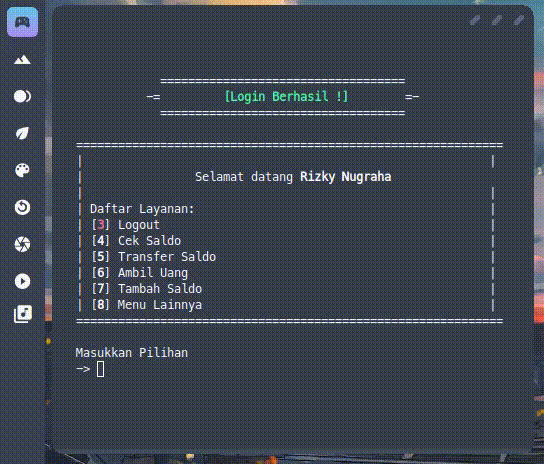 ===================================
-= [Login Berhasil !] =-
===================================
=============================================================
| |
| Selamat datang Rizky Nugraha
| |
| Daftar Layanan: |
| [3] Logout |
| [4] Cek Saldo |
| [5] Transfer Saldo |
| [6] Ambil Uang |
| [7] Tambah Saldo |
| [8] Menu Lainnya |
=============================================================
Masukkan Pilihan
->